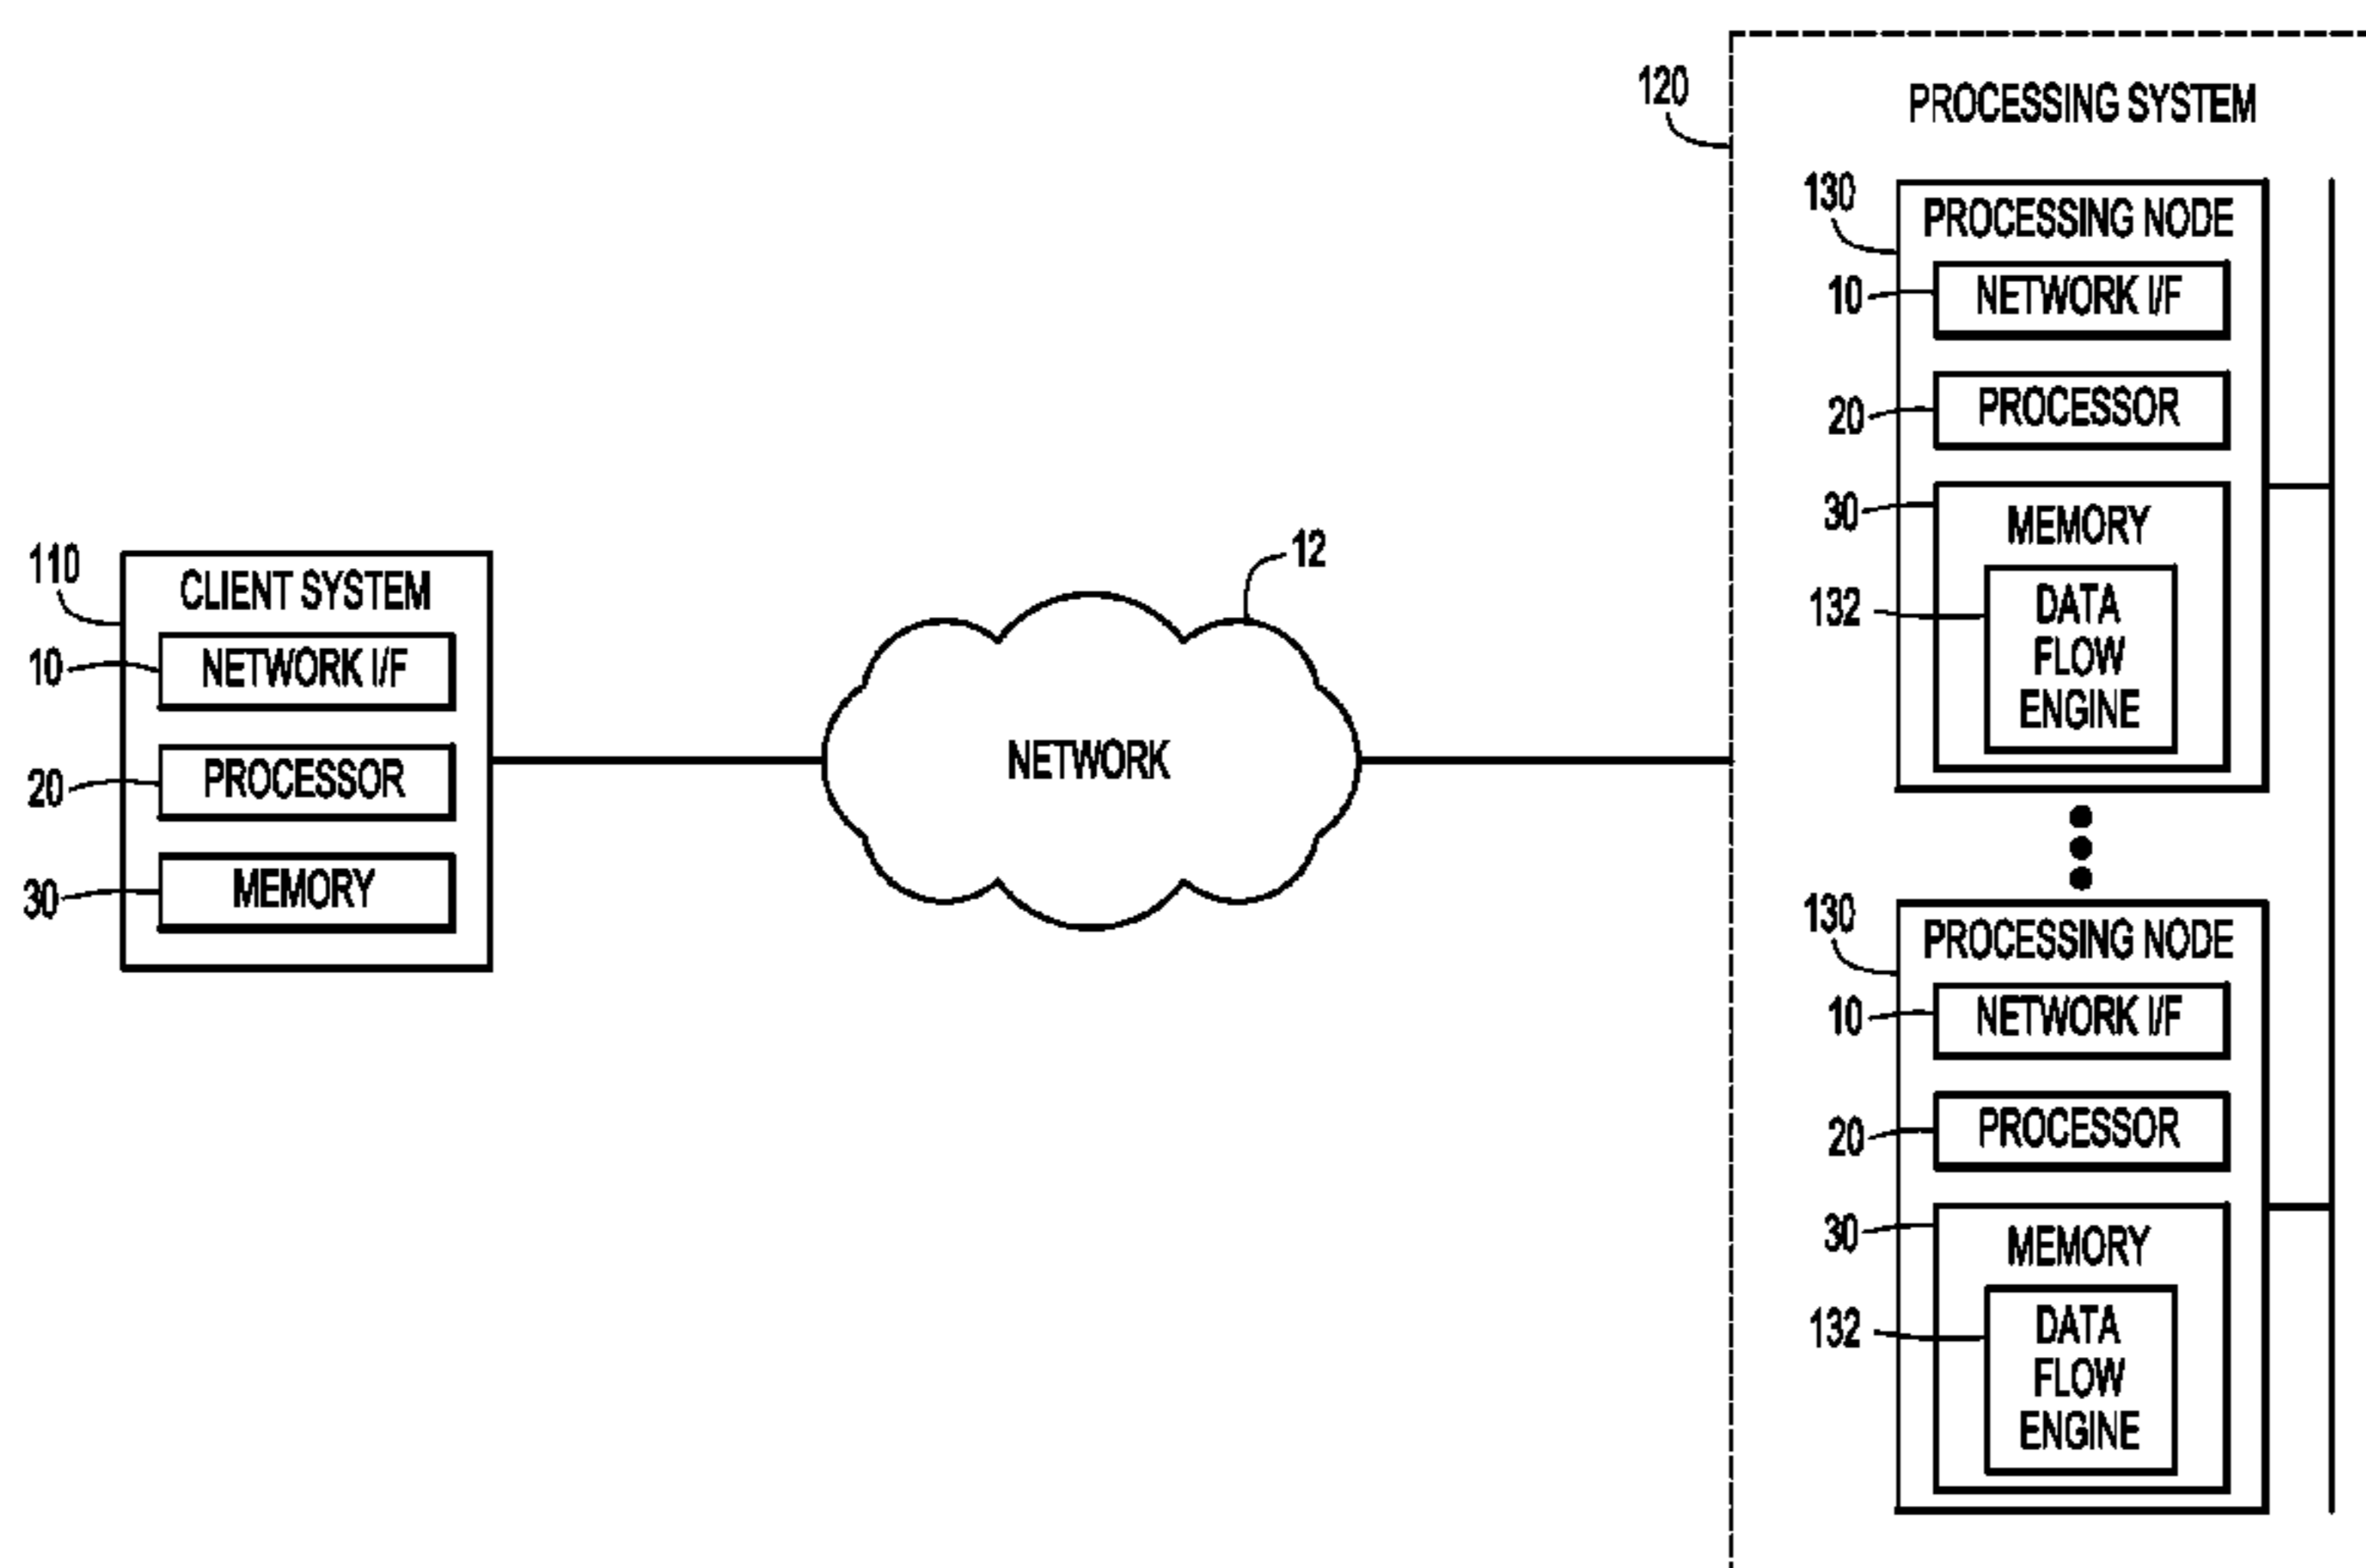 110
CLIENT SYSTEM
10
NETWORK I/F
20
PROCESSOR
30
MEMORY
12
NETWORK
120
PROCESSING SYSTEM
130
PROCESSING NODE
10
NETWORK I/F
20
PROCESSOR
30
MEMORY
132
DATA
FLOW
ENGINE
130
PROCESSING NODE
10
NETWORK I/F
20
PROCESSOR
30
MEMORY
132
DATA
FLOW
ENGINE